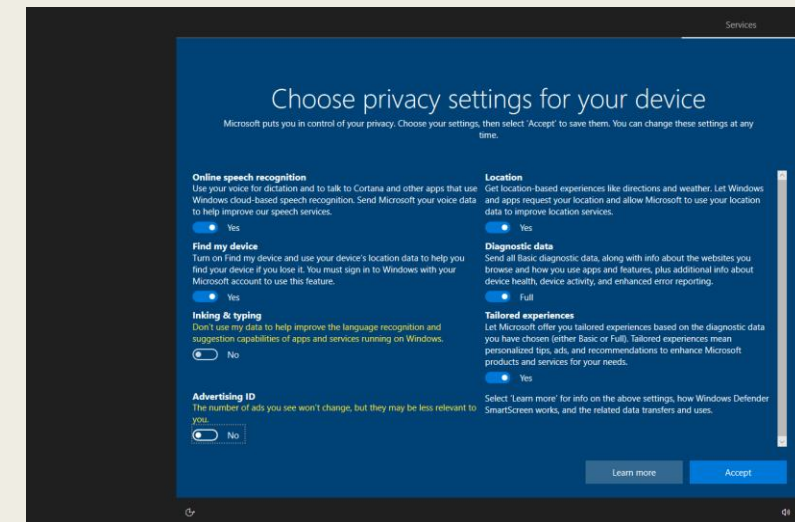 Services
Choose privacy settings for your device
Microsoft puts you in control of your privacy. Choose your settings, then select 'Accept' to save them. You can change these settings at any
time.
Online speech recognition
Use your voice for dictation and to talk to Cortana and other apps that use
Windows cloud-based speech recognition. Send Microsoft your voice data
to help improve our speech services.
Yes
Find my device
Turn on Find my device and use your device's location data to help you
find your device if you lose it. You must sign in to Windows with your
Microsoft account to use this feature.
Yes
Inking & typing
Don't use my data to help improve the language recognition and
suggestion capabilities of apps and services running on Windows.
No
Advertising ID
The number of ads you see won't change, but they may be less relevant to
you.
No
Location
Get location-based experiences like directions and weather. Let Windows
and apps request your location and allow Microsoft to use your location
data to improve location services.
Yes
Diagnostic data
Send all Basic diagnostic data, along with info about the websites you
browse and how you use apps and features, plus additional info about
device health, device activity, and enhanced error reporting.
Full
Tailored experiences
Let Microsoft offer you tailored experiences based on the diagnostic data
you have chosen (either Basic or Full). Tailored experiences mean
personalized tips, ads, and recommendations to enhance Microsoft
products and services for your needs.
Yes
Select 'Learn more' for info on the above settings, how Windows Defender
SmartScreen works, and the related data transfers and uses.
Learn more
Accept